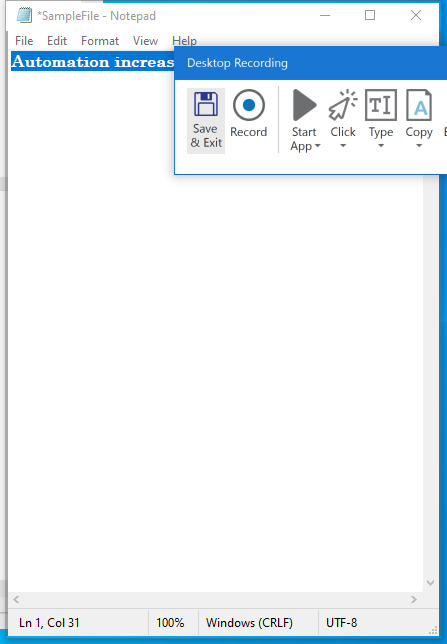 *SampleFile - Notepad
File Edit Format View Help
Automation increas
Desktop Recording
Save & Exit
Record
Start App
Click
Type
Copy
Ln 1, Col 31 100% Windows (CRLF) UTF-8